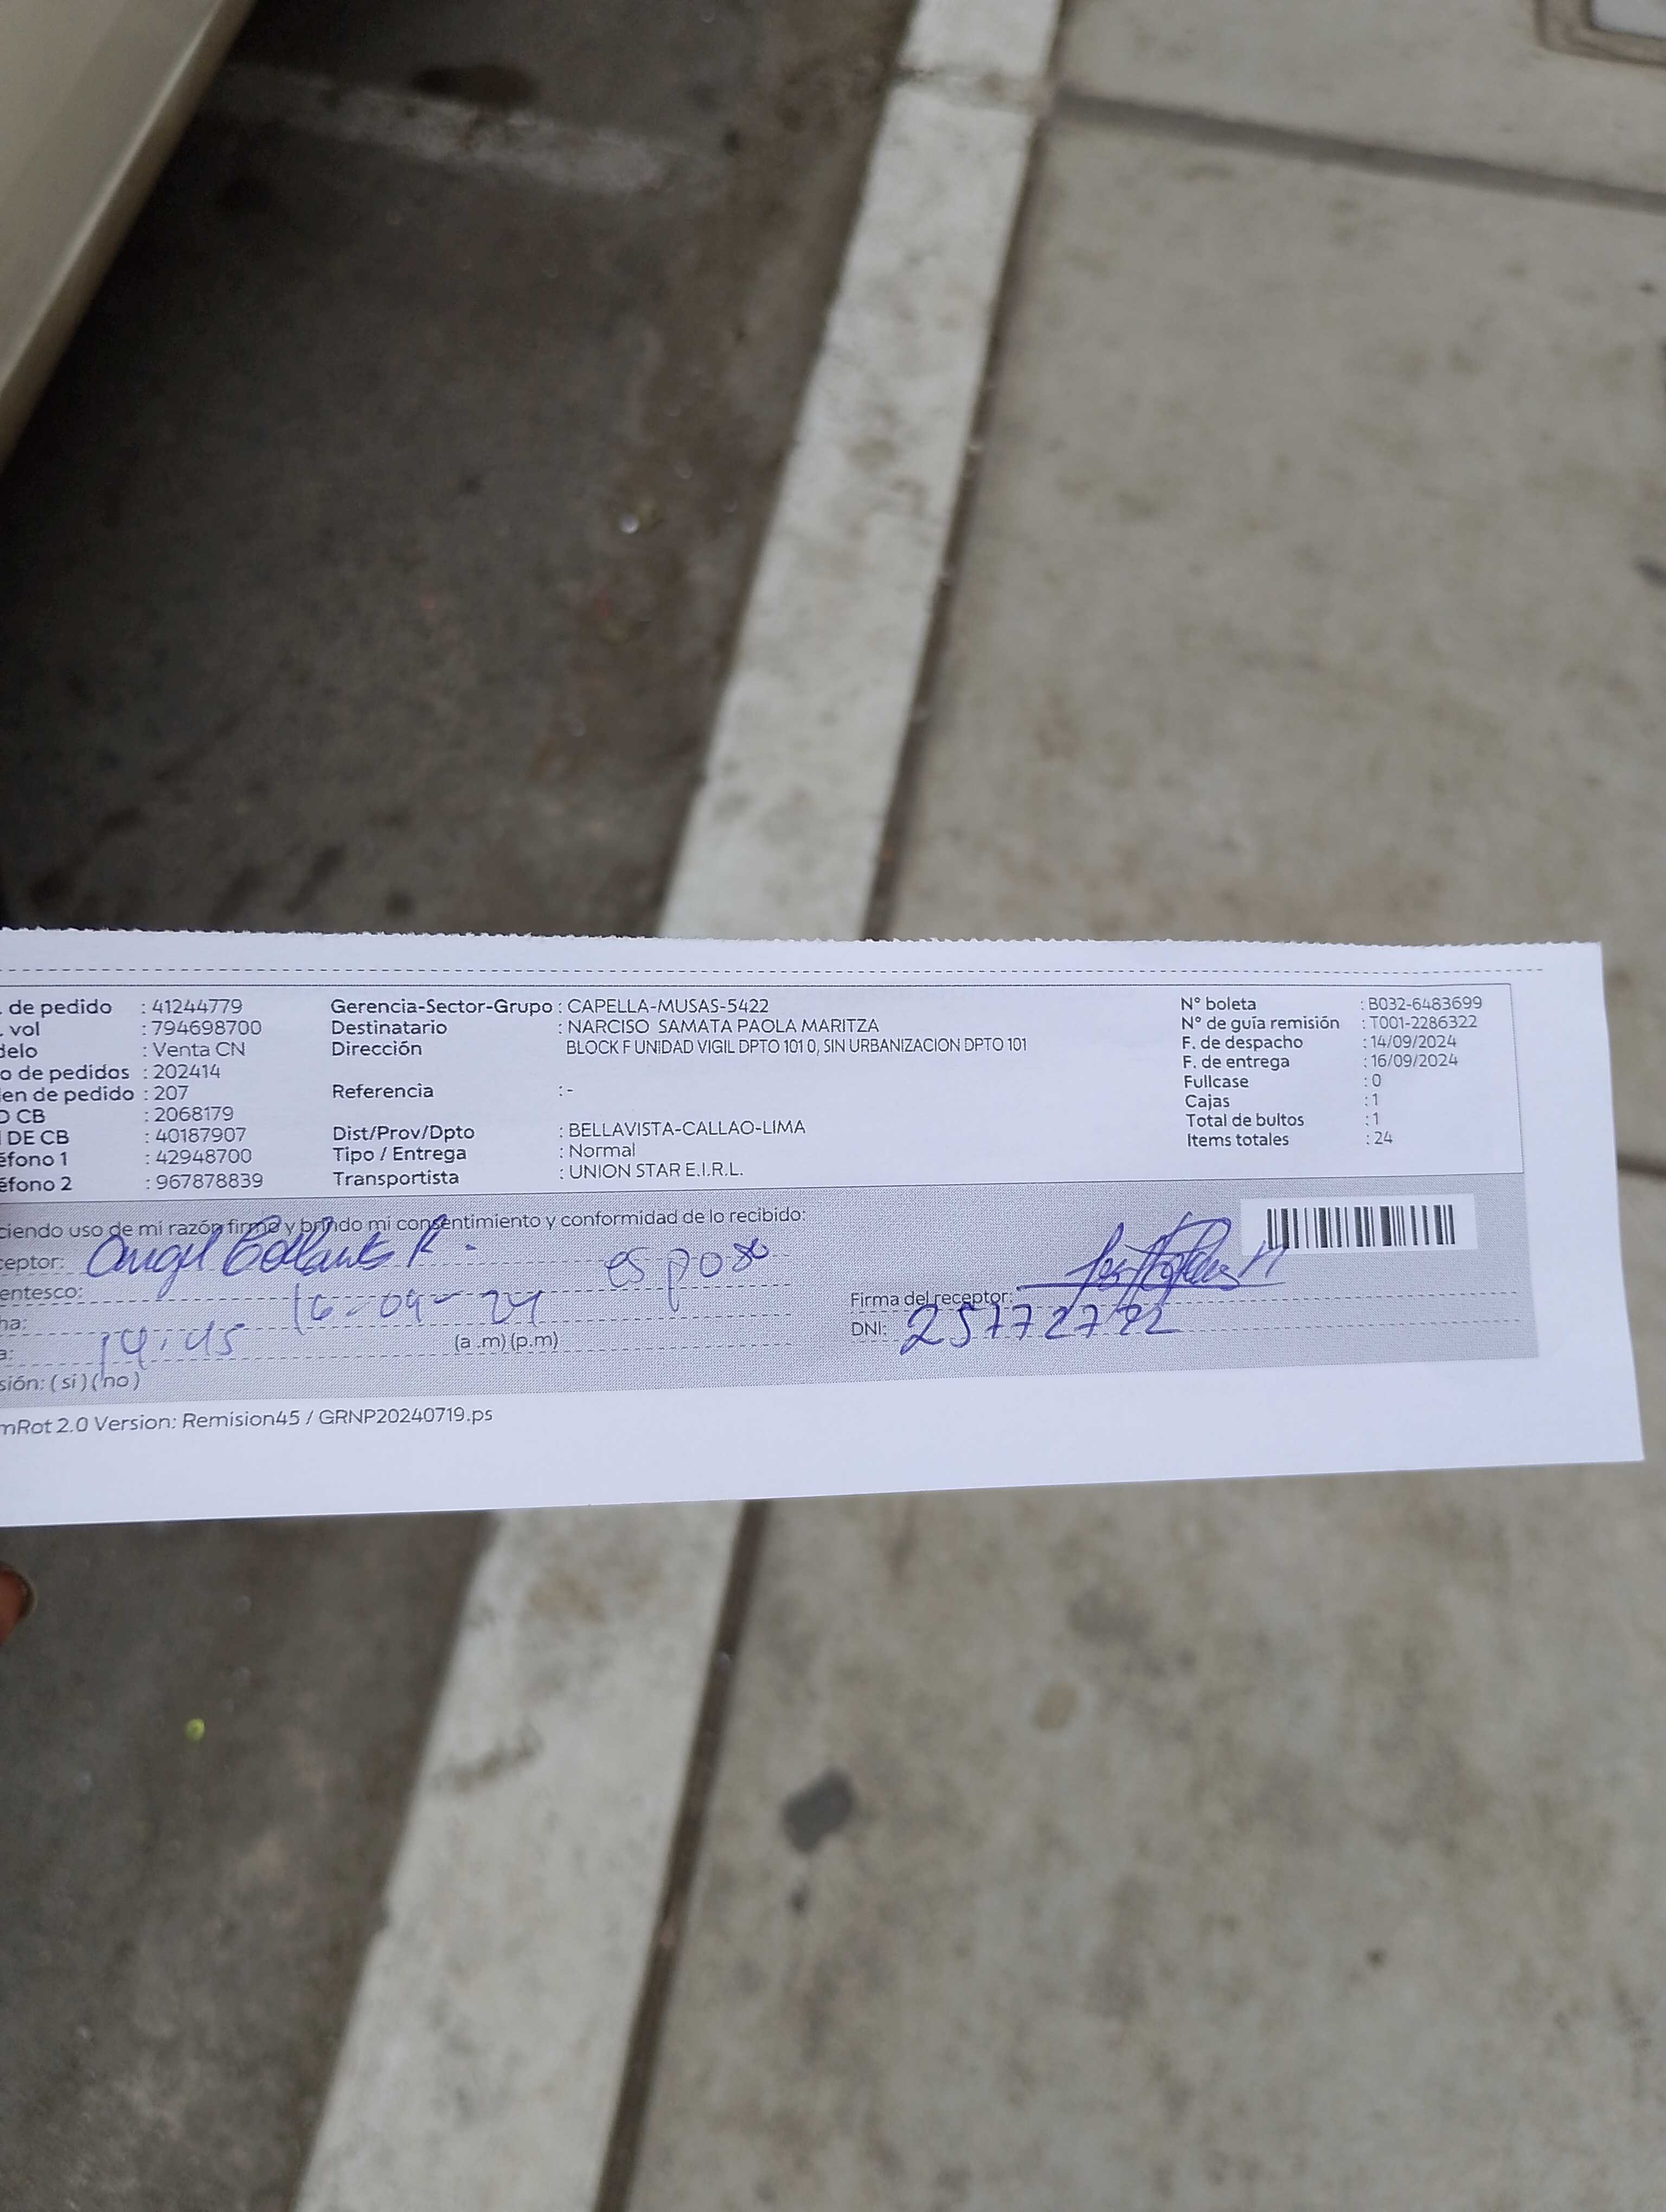 . de pedido : 41244779 Gerencia-Sector-Grupo : CAPELLA-MUSAS-5422 N° boleta : B032-6483699
. vol : 794698700 Destinatario : NARCISO SAMATA PAOLA MARITZA N° de guía remisión : T001-2286322
delo : Venta CN Dirección BLOCK F UNIDAD VIGIL DPTO 101 0, SIN URBANIZACION DPTO 101 F. de despacho : 14/09/2024
o de pedidos : 202414 F. de entrega : 16/09/2024
en de pedido : 207 Referencia : - Fullcase : 0
O CB : 2068179 Cajas : 1
DE CB : 40187907 Dist/Prov/Dpto : BELLAVISTA-CALLAO-LIMA Total de bultos : 1
éfono 1 : 42948700 Tipo / Entrega : Normal Items totales : 24
éfono 2 : 967878839 Transportista : UNION STAR E.I.R.L.
ciendo uso de mi razón firmo y brindo mi consentimiento y conformidad de lo recibido:
ceptor: Angel R.
entesco: esposo Firma del receptor:
ha: 16-09-24 DNI:
a: 14:45 (a .m) (p.m)
sión: ( si ) ( no )
mRot 2.0 Version: Remision45 / GRNP20240719.ps